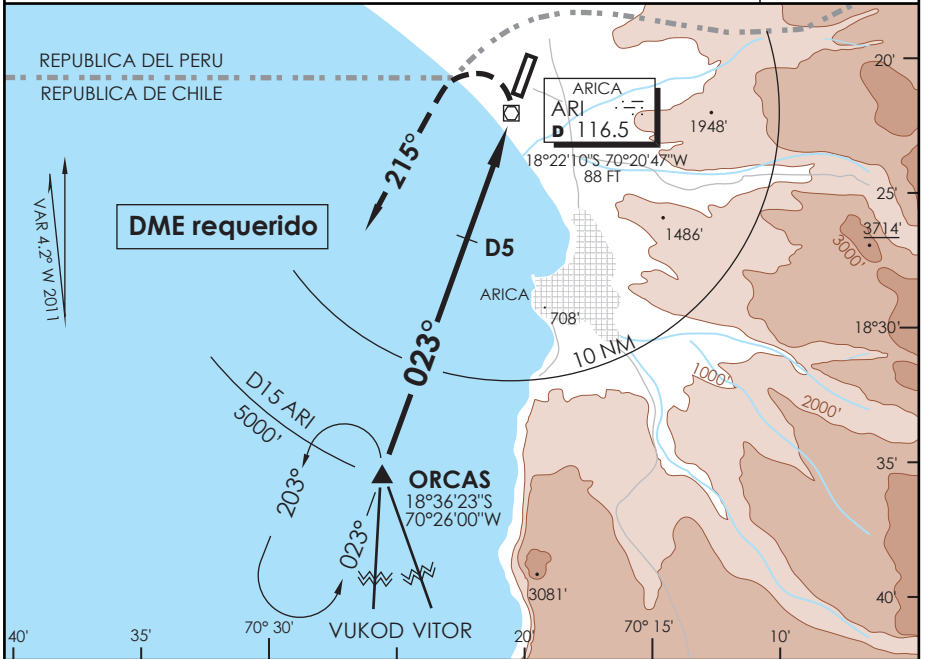 REPUBLICA DEL PERU
REPUBLICA DE CHILE
20'
ARICA
ARI
D 116.5
18°22'10"S 70°20'47"W
88 FT
1948'
215°
25'
VAR 4.2° W 2011
DME requerido
D5
1486'
3714'
3000'
ARICA
708'
18°30'
023°
10 NM
1000'
2000'
D15 ARI
5000'
35'
ORCAS
18°36'23"S
70°26'00"W
203°
023°
3081'
40'
VUKOD VITOR
40'
35'
70° 30'
20'
70° 15'
10'